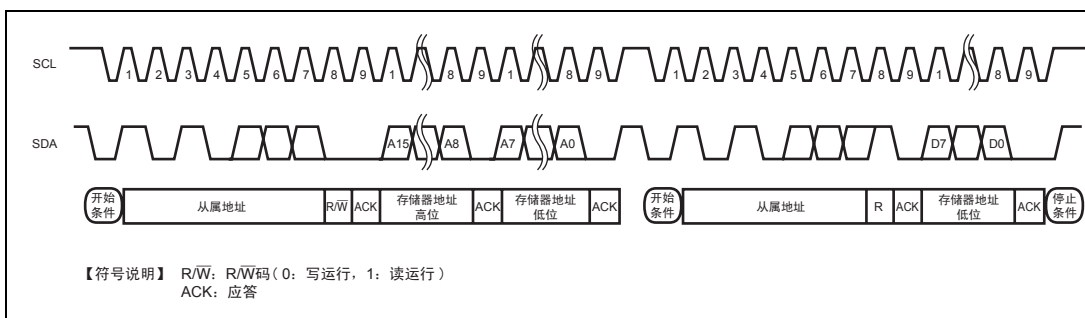 SCL
1 2 3 4 5 6 7 8 9 1 8 9 1 8 9 1 2 3 4 5 6 7 8 9 1 8 9
SDA
A15 A8 A7 A0 D7 D0
开始条件 从属地址 R/W̅ ACK 存储器地址高位 ACK 存储器地址低位 ACK 开始条件 从属地址 R ACK 存储器地址低位 ACK 停止条件
【符号说明】 R/W̅：R/W̅码（0：写运行，1：读运行）
ACK：应答